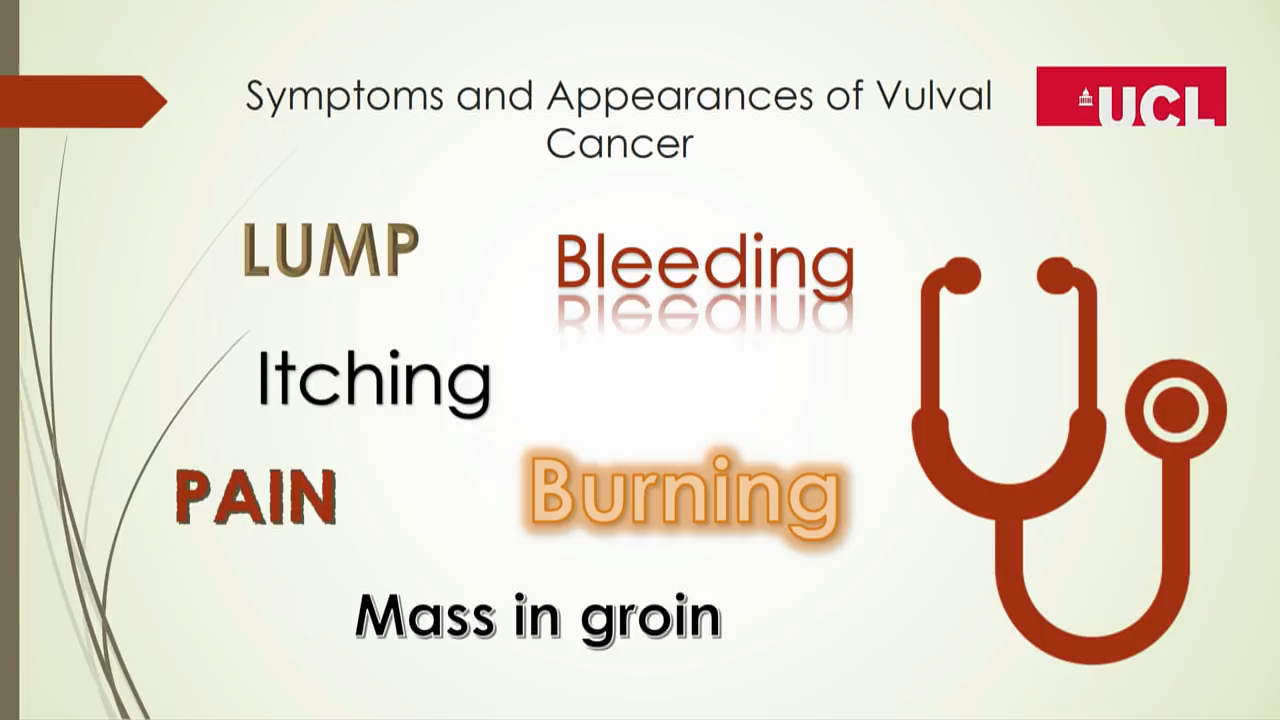 Symptoms and Appearances of Vulval
Cancer
UCL
LUMP
Bleeding
Itching
PAIN
Burning
Mass in groin